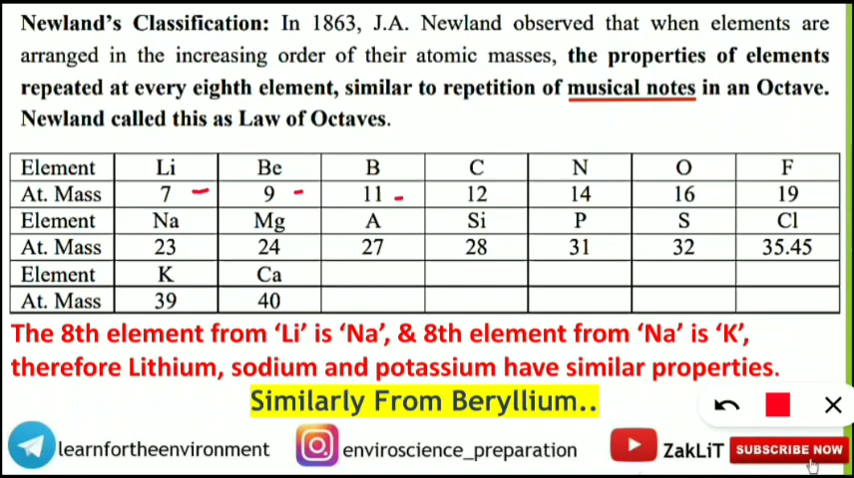 Newland's Classification: In 1863, J.A. Newland observed that when elements are
arranged in the increasing order of their atomic masses, the properties of elements
repeated at every eighth element, similar to repetition of musical notes in an Octave.
Newland called this as Law of Octaves.
Element Li Be B C N O F
At. Mass 7 9 11 12 14 16 19
Element Na Mg A Si P S Cl
At. Mass 23 24 27 28 31 32 35.45
Element K Ca
At. Mass 39 40
The 8th element from 'Li' is 'Na', & 8th element from 'Na' is 'K',
therefore Lithium, sodium and potassium have similar properties.
Similarly From Beryllium..
learnfortheenvironment enviroscience_preparation ZakLiT SUBSCRIBE NOW